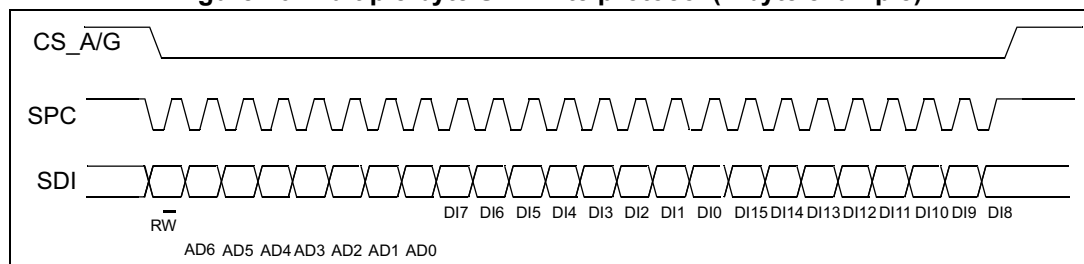 CS_A/G
SPC
SDI
RW
DI7 DI6 DI5 DI4 DI3 DI2 DI1 DI0 DI15 DI14 DI13 DI12 DI11 DI10 DI9 DI8
AD6 AD5 AD4 AD3 AD2 AD1 AD0